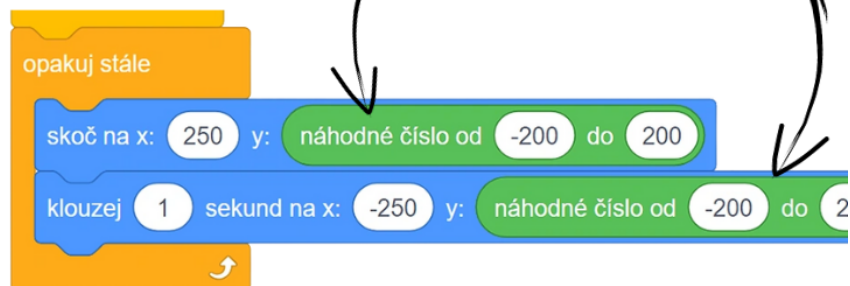 opakuj stále
skoč na x: 250 y: náhodné číslo od -200 do 200
klouzej 1 sekund na x: -250 y: náhodné číslo od -200 do